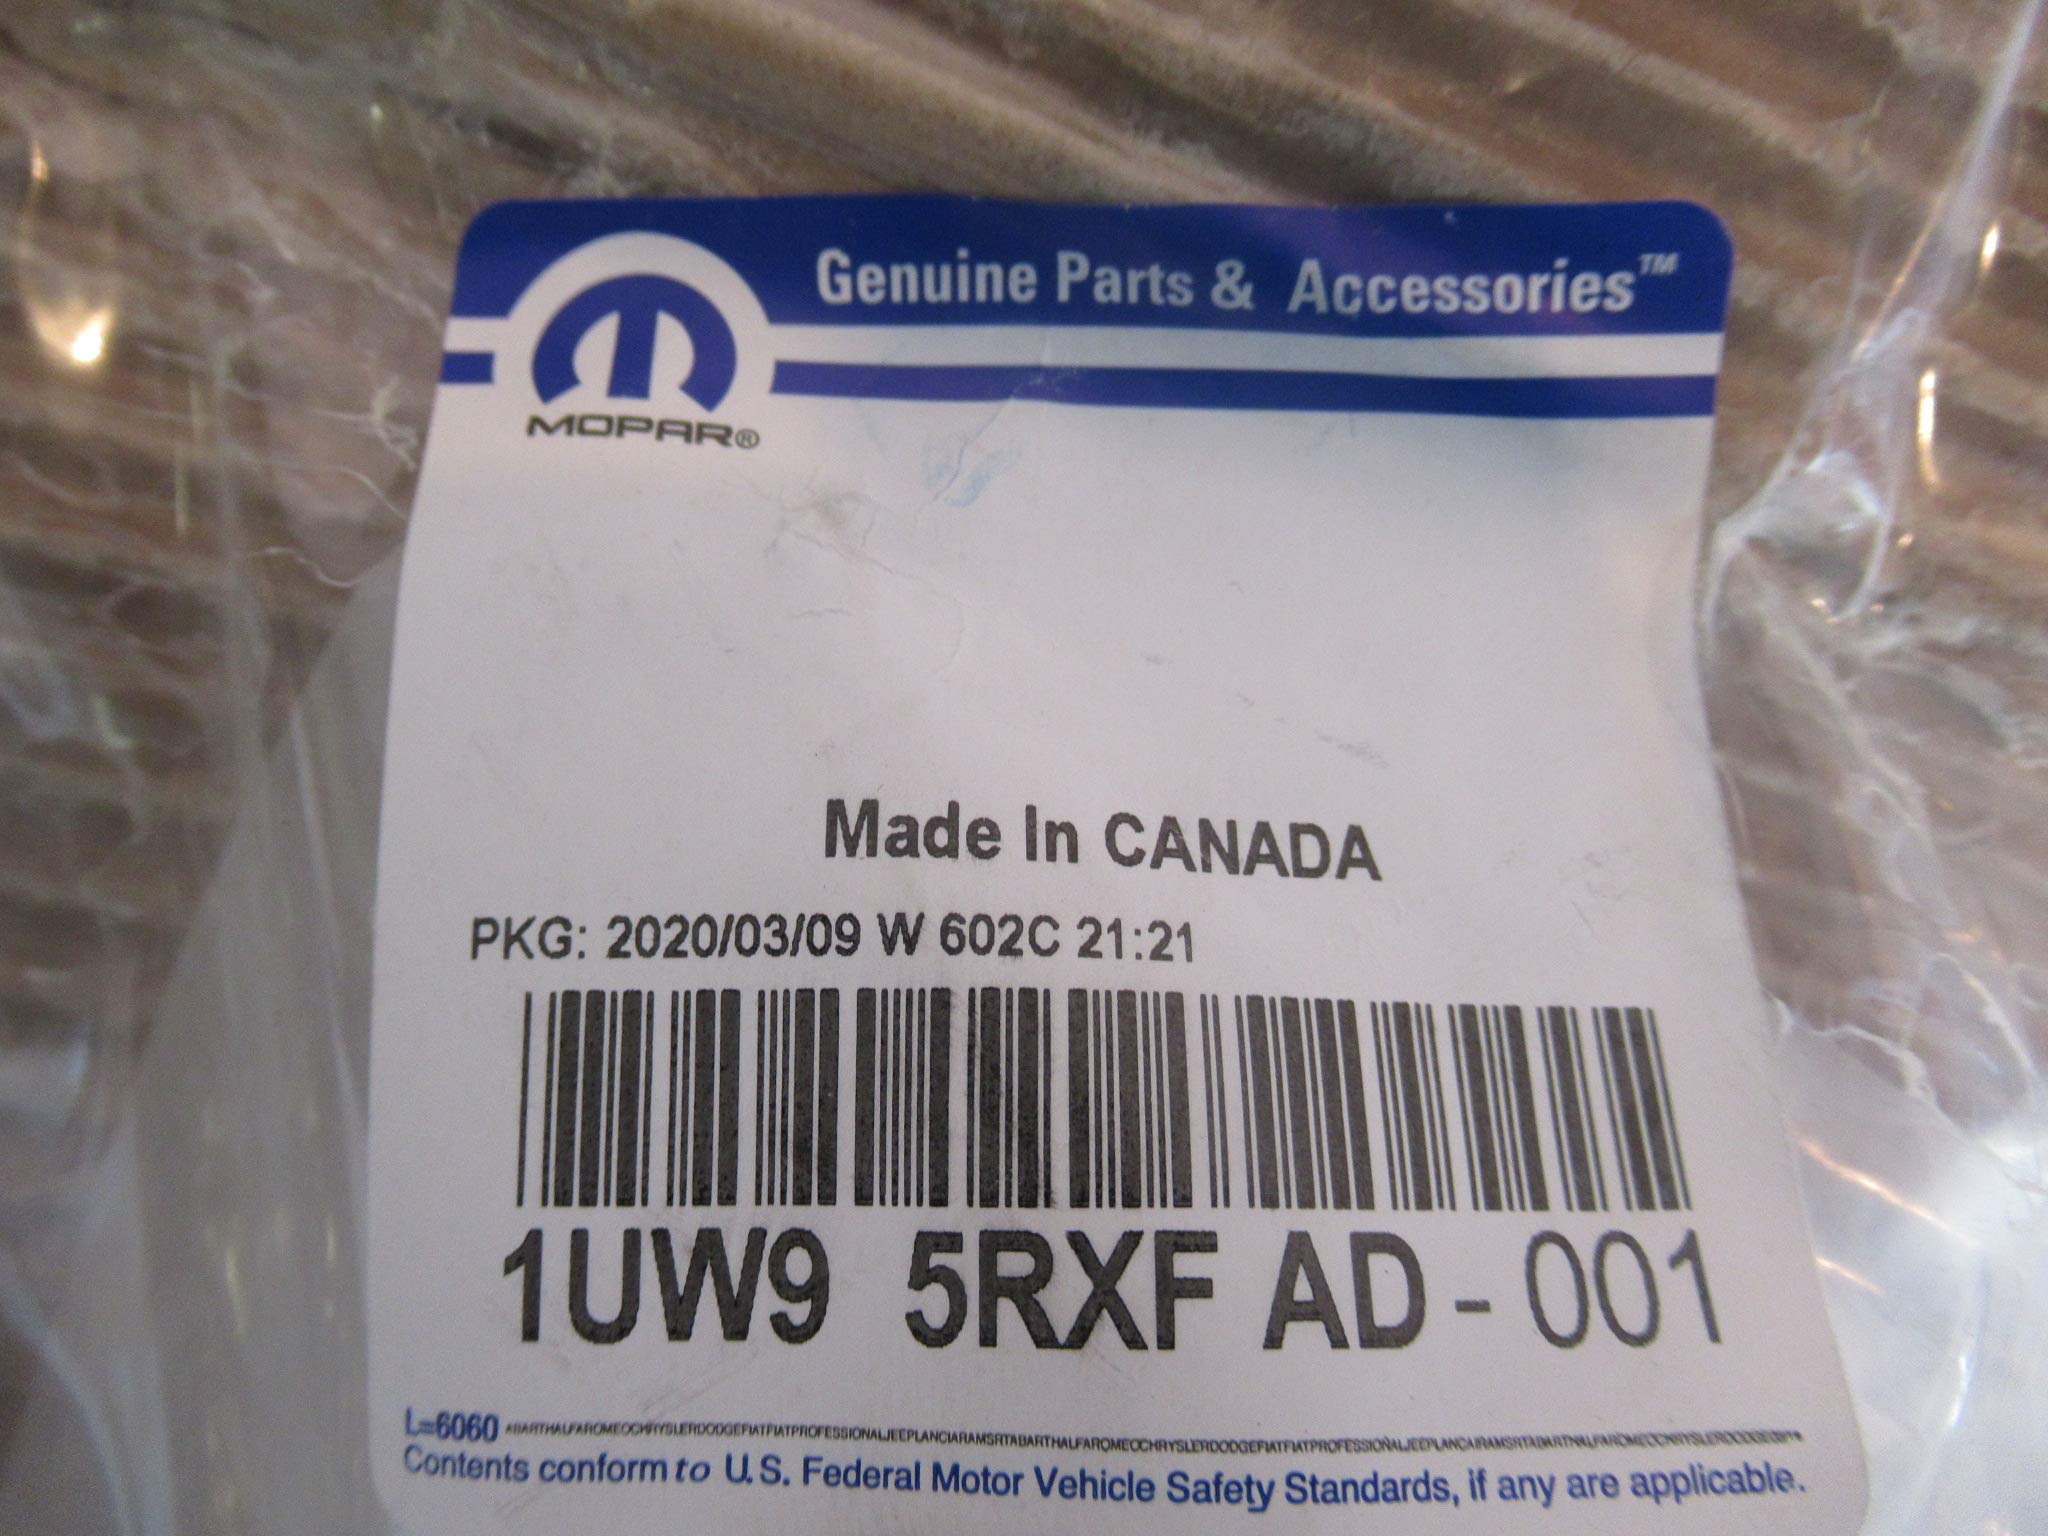 Genuine Parts & Accessories™
MOPAR®
Made In CANADA
PKG: 2020/03/09 W 602C 21:21
1UW9 5RXF AD - 001
L=6060
Contents conform to U.S. Federal Motor Vehicle Safety Standards, if any are applicable.